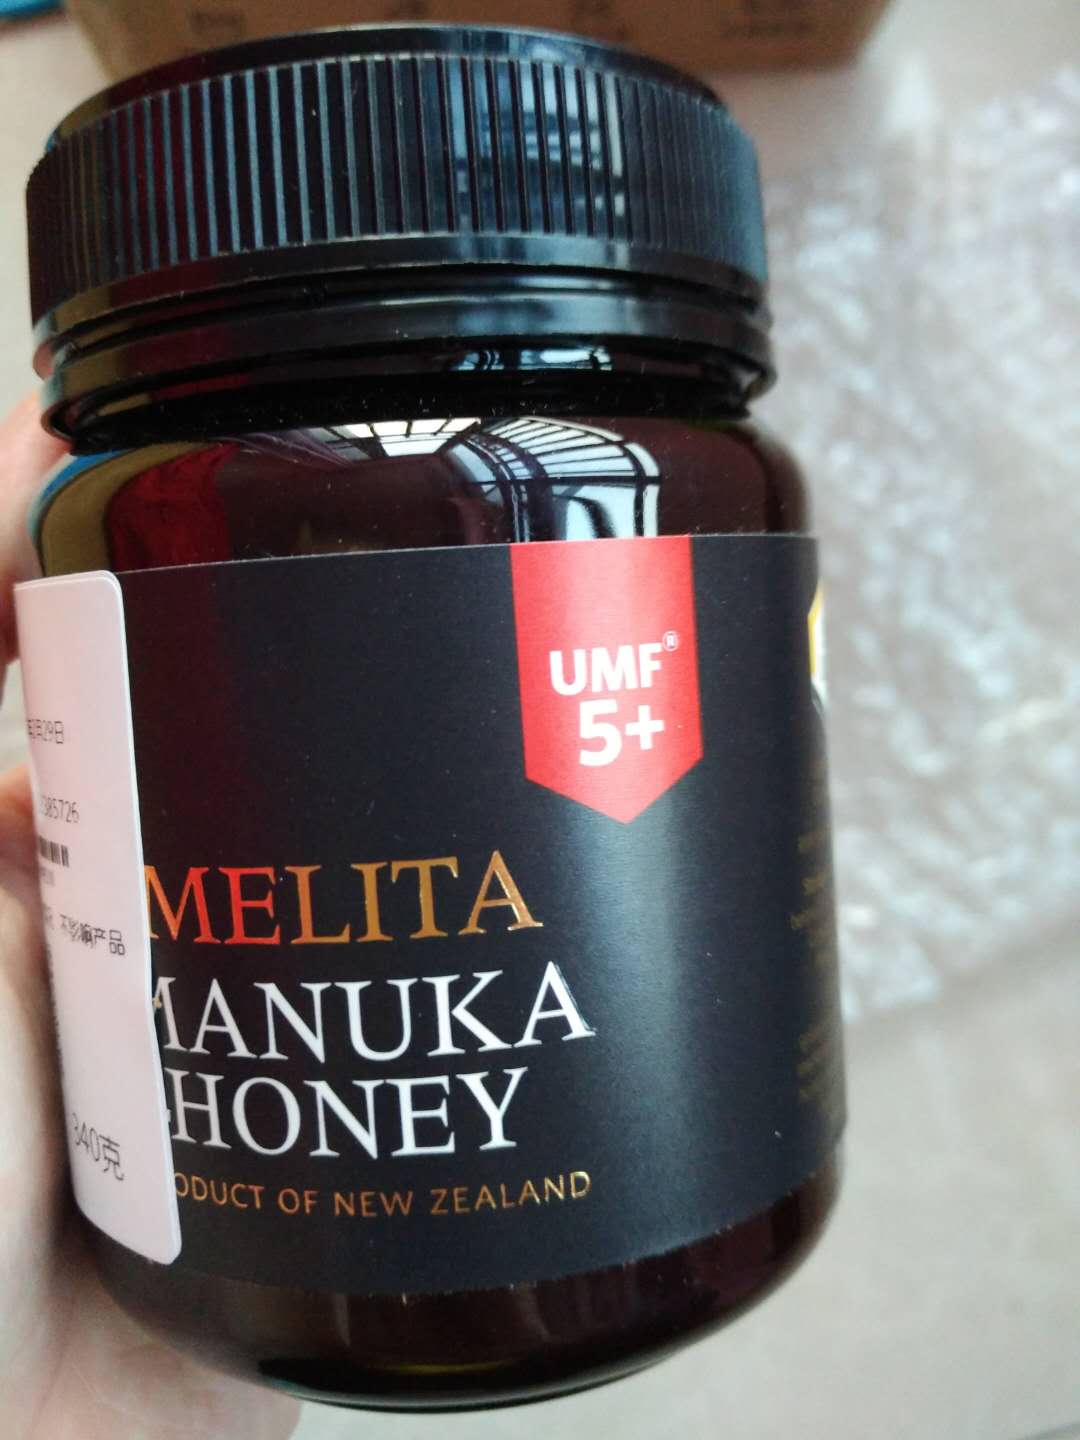 UMF®
5+
MELITA
MANUKA
HONEY
ODUCT OF NEW ZEALAND
月29日
385726
不影响产品
340克